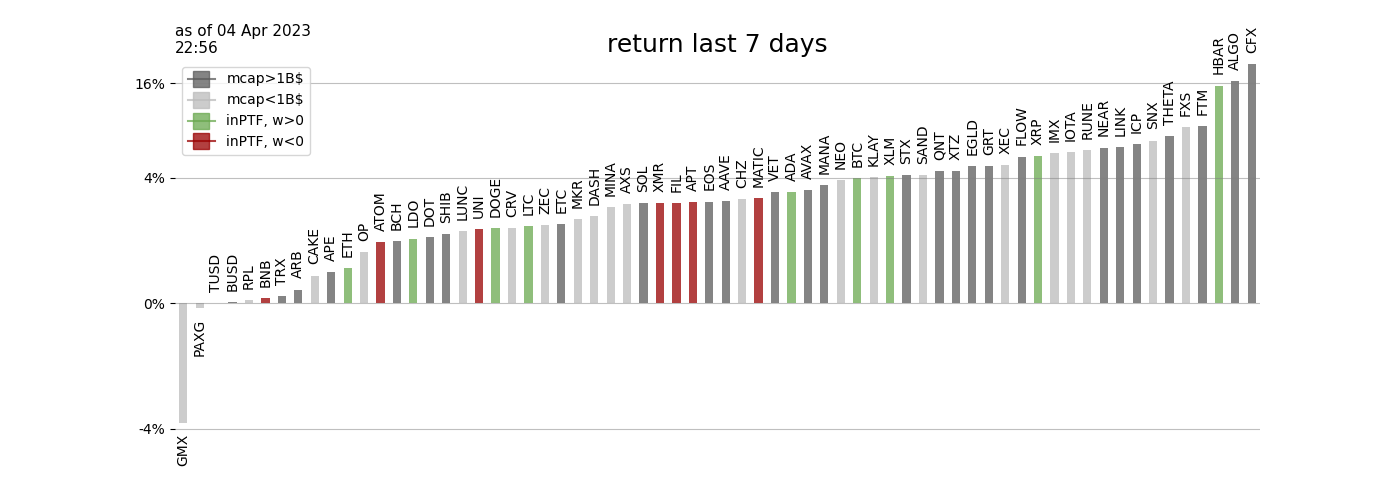 as of 04 Apr 2023
22:56
return last 7 days
mcap>1B$
mcap<1B$
inPTF, w>0
inPTF, w<0
16%
4%
0%
-4%
GMX
PAXG
TUSD
BUSD
RPL
BNB
TRX
ARB
CAKE
APE
ETH
OP
ATOM
BCH
LDO
DOT
SHIB
LUNC
UNI
DOGE
CRV
LTC
ZEC
ETC
MKR
DASH
MINA
AXS
SOL
XMR
FIL
APT
EOS
AAVE
CHZ
MATIC
VET
ADA
AVAX
MANA
NEO
BTC
KLAY
XLM
STX
SAND
QNT
XTZ
EGLD
GRT
XEC
FLOW
XRP
IMX
IOTA
RUNE
NEAR
LINK
ICP
SNX
THETA
FXS
FTM
HBAR
ALGO
CFX